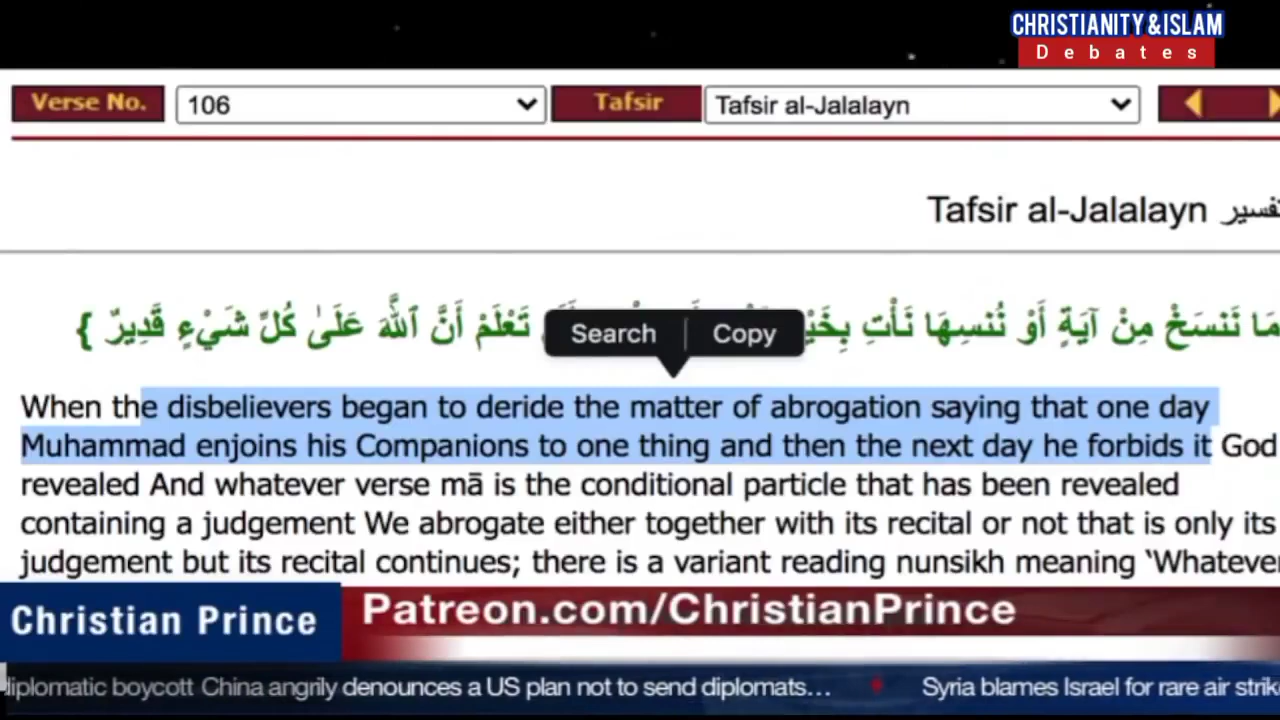 CHRISTIANITY & ISLAM
Debates
Verse No. 106 Tafsir Tafsir al-Jalalayn
Tafsir al-Jalalayn
مَا نَنسَخْ مِنْ آيَةٍ أَوْ نُنسِهَا نَأْتِ تَعْلَمْ أَنَّ ٱللَّهَ عَلَىٰ كُلِّ شَيْءٍ قَدِيرٌ }
Search Copy
When the disbelievers began to deride the matter of abrogation saying that one day
Muhammad enjoins his Companions to one thing and then the next day he forbids it God
revealed And whatever verse mā is the conditional particle that has been revealed
containing a judgement We abrogate either together with its recital or not that is only its
judgement but its recital continues; there is a variant reading nunsikh meaning ‘Whatever
Christian Prince
Patreon.com/ChristianPrince
diplomatic boycott China angrily denounces a US plan not to send diplomats... Syria blames Israel for rare air